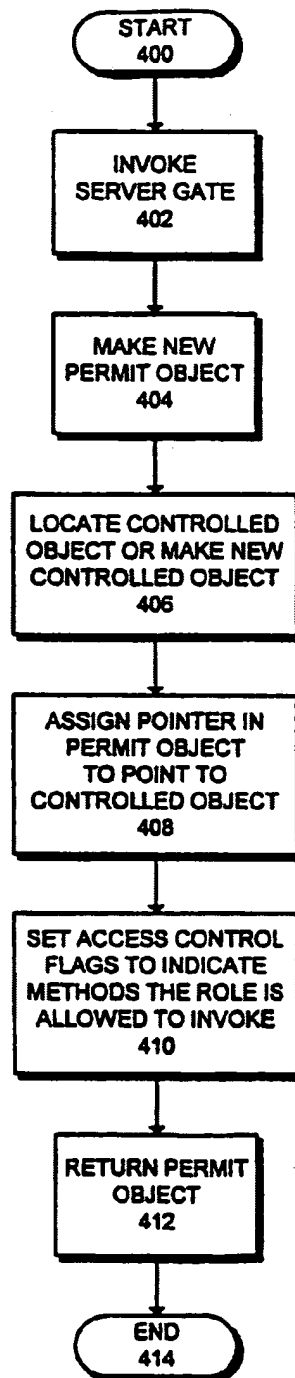 START
400
INVOKE
SERVER GATE
402
MAKE NEW
PERMIT OBJECT
404
LOCATE CONTROLLED
OBJECT OR MAKE NEW
CONTROLLED OBJECT
406
ASSIGN POINTER IN
PERMIT OBJECT
TO POINT TO
CONTROLLED OBJECT
408
SET ACCESS CONTROL
FLAGS TO INDICATE
METHODS THE ROLE IS
ALLOWED TO INVOKE
410
RETURN PERMIT
OBJECT
412
END
414